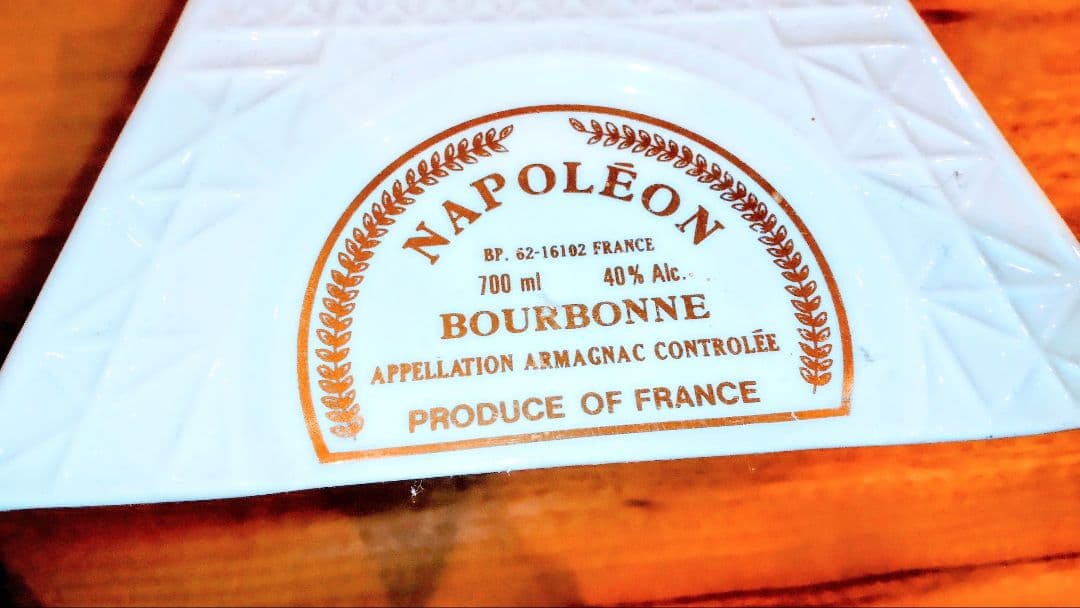 NAPOLÉON
BP. 62-16102 FRANCE
700 ml 40% Alc.
BOURBONNE
APPELLATION ARMAGNAC CONTROLÉE
PRODUCE OF FRANCE